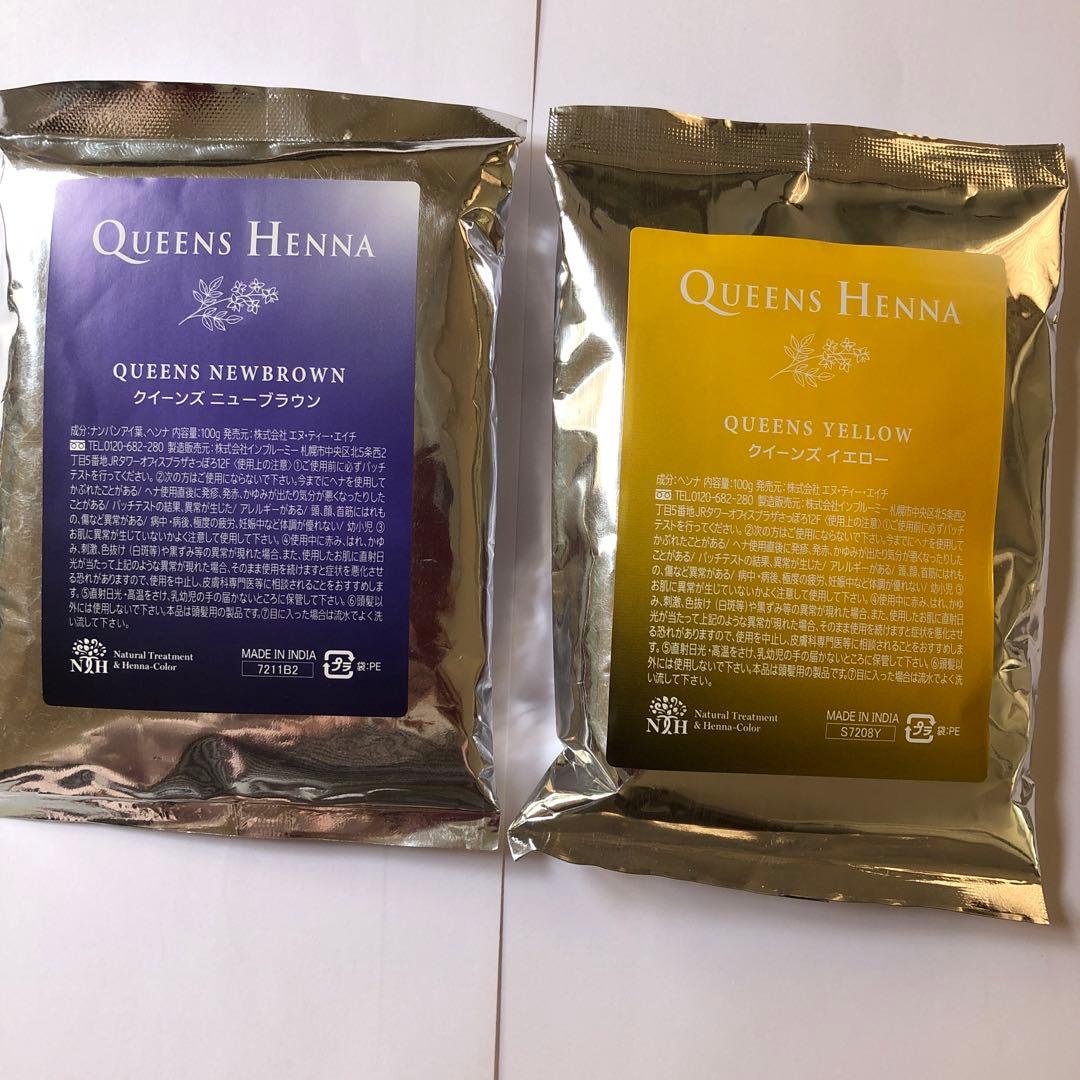 QUEENS HENNA
QUEENS NEWBROWN
クイーンズ ニューブラウン
成分:ナンバンアイ葉、ヘンナ 内容量:100g 発売元:株式会社 エヌ・ティー・エイチ
TEL.0120-682-280 製造販売元:株式会社インプルーミー 札幌市中央区北5条西2
丁目5番地JRタワーオフィスプラザさっぽろ12F 〈使用上の注意〉①ご使用前に必ずパッチ
テストを行ってください。②次の方はご使用にならないで下さい。今までにヘナを使用して
かぶれたことがある/ ヘナ使用直後に発疹、発赤、かゆみが出たり気分が悪くなったりした
ことがある/ パッチテストの結果、異常が生じた/ アレルギーがある/ 頭、顔、首筋にはれも
の、傷など異常がある/ 病中・病後、極度の疲労、妊娠中など体調が優れない/ 幼小児 ③
お肌に異常が生じていないかよく注意して使用して下さい。④使用中に赤み、はれ、かゆ
み、刺激、色抜け (白斑等)や黒ずみ等の異常が現れた場合、また、使用したお肌に直射日
光が当たって上記のような異常が現れた場合、そのまま使用を続けますと症状を悪化させ
る恐れがありますので、使用を中止し、皮膚科専門医等に相談されることをおすすめしま
す。⑤直射日光・高温をさけ、乳幼児の手の届かないところに保管して下さい。⑥頭髪以
外には使用しないで下さい。本品は頭髪用の製品です。⑦目に入った場合は流水でよく洗
い流して下さい。
NTH
Natural Treatment
& Henna-Color
MADE IN INDIA
7211B2
プラ 袋:PE
QUEENS HENNA
QUEENS YELLOW
クイーンズ イエロー
成分:ヘンナ 内容量:100g 発売元:株式会社 エヌ・ティー・エイチ
TEL.0120-682-280 製造販売元:株式会社インプルーミー 札幌市中央区北5条西2
丁目5番地JRタワーオフィスプラザさっぽろ12F 〈使用上の注意〉①ご使用前に必ずパッチ
テストを行ってください。②次の方はご使用にならないで下さい。今までにヘナを使用して
かぶれたことがある/ ヘナ使用直後に発疹、発赤、かゆみが出たり気分が悪くなったりした
ことがある/ パッチテストの結果、異常が生じた/ アレルギーがある/ 頭、顔、首筋にはれも
の、傷など異常がある/ 病中・病後、極度の疲労、妊娠中など体調が優れない/ 幼小児 ③
お肌に異常が生じていないかよく注意して使用して下さい。④使用中に赤み、はれ、かゆ
み、刺激、色抜け (白斑等)や黒ずみ等の異常が現れた場合、また、使用したお肌に直射日
光が当たって上記のような異常が現れた場合、そのまま使用を続けますと症状を悪化させ
る恐れがありますので、使用を中止し、皮膚科専門医等に相談されることをおすすめしま
す。⑤直射日光・高温をさけ、乳幼児の手の届かないところに保管して下さい。⑥頭髪以
外には使用しないで下さい。本品は頭髪用の製品です。⑦目に入った場合は流水でよく洗
い流して下さい。
NTH
Natural Treatment
& Henna-Color
MADE IN INDIA
S7208Y
プラ 袋:PE